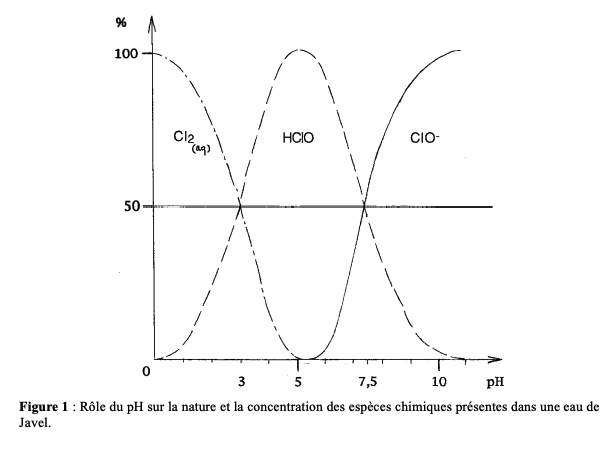 %
100
Cl2 (aq)
HClO
ClO-
50
0
3
5
7,5
10
pH
Figure 1 : Rôle du pH sur la nature et la concentration des espèces chimiques présentes dans une eau de
Javel.